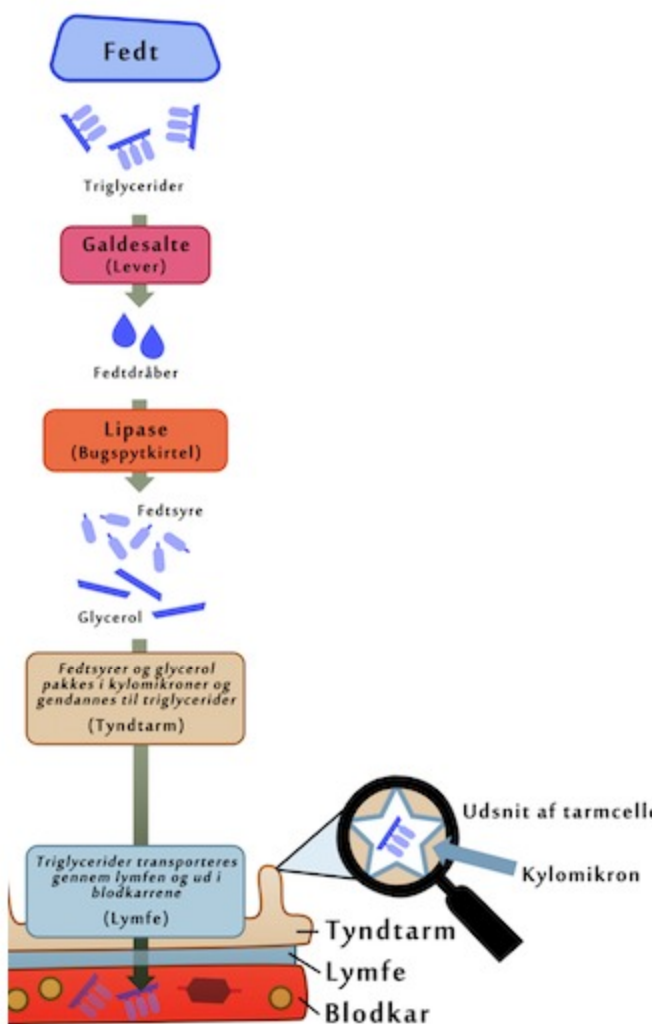 Fedt
Triglycerider
Galdesalte
(Lever)
Fedtdråber
Lipase
(Bugspytkirtel)
Fedtsyre
Glycerol
Fedtsyrer og glycerol
pakkes i kylomikroner og
gendannes til triglycerider
(Tyndtarm)
Udsnit af tarmcelle
Kylomikron
Triglycerider transporteres
gennem lymfen og ud i
blodkarrene
(Lymfe)
Tyndtarm
Lymfe
Blodkar